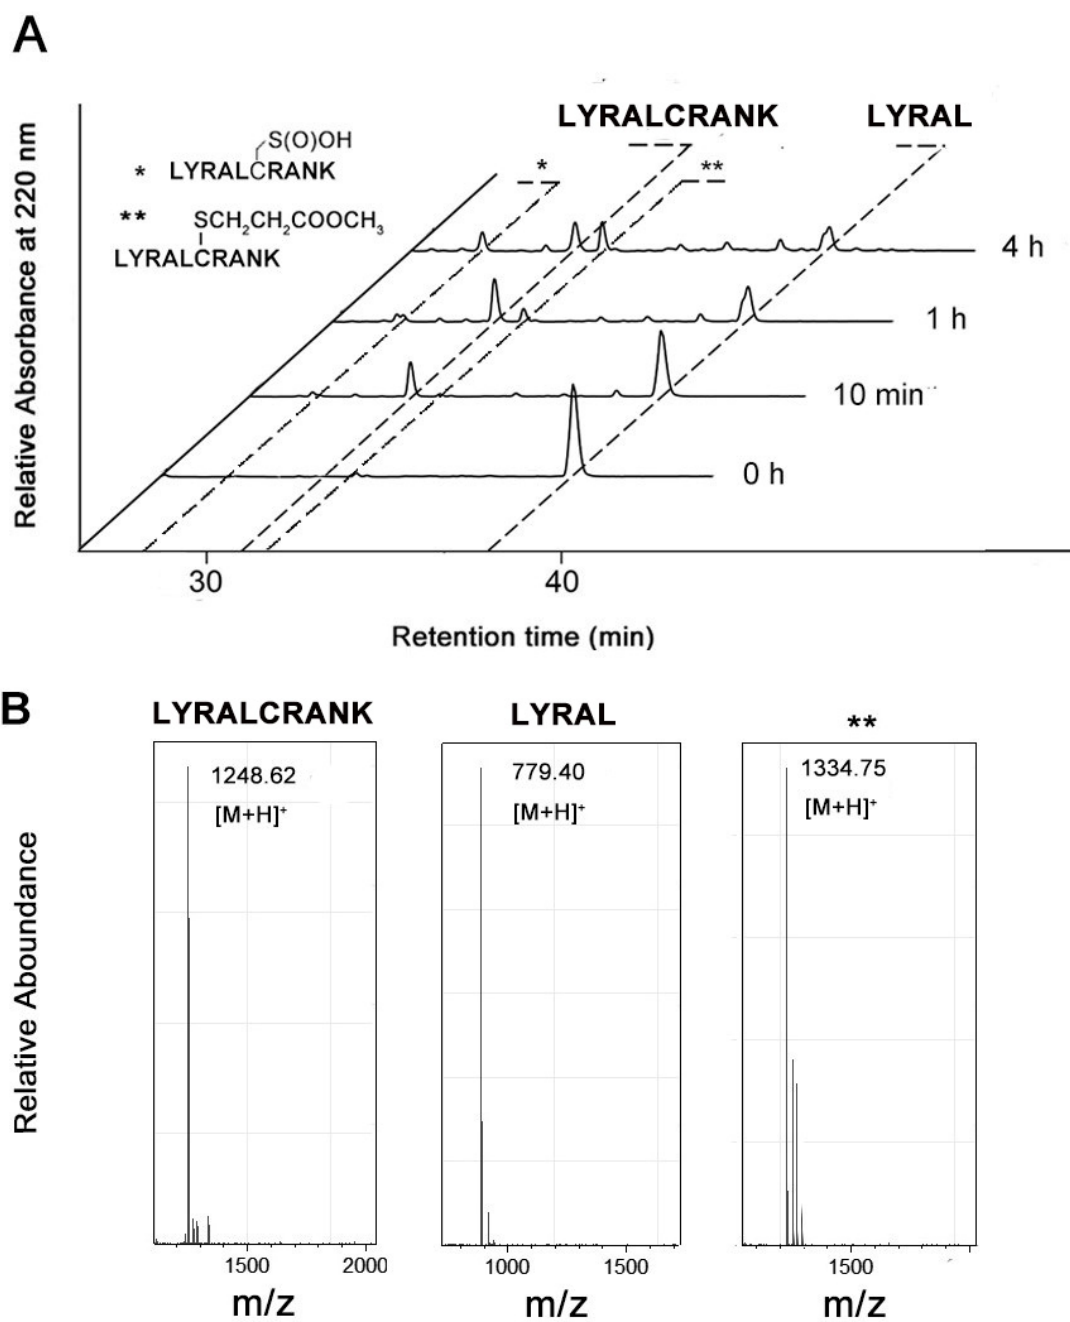 A
Relative Absorbance at 220 nm
LYRALCRANK
LYRAL
*
**
S(O)OH
* LYRALCRANK
** SCH₂CH₂COOCH₃
LYRALCRANK
4 h
1 h
10 min
0 h
30
40
Retention time (min)
B
LYRALCRANK
LYRAL
**
1248.62
[M+H]⁺
779.40
[M+H]⁺
1334.75
[M+H]⁺
Relative Aboundance
1500
2000
1000
1500
1500
m/z
m/z
m/z